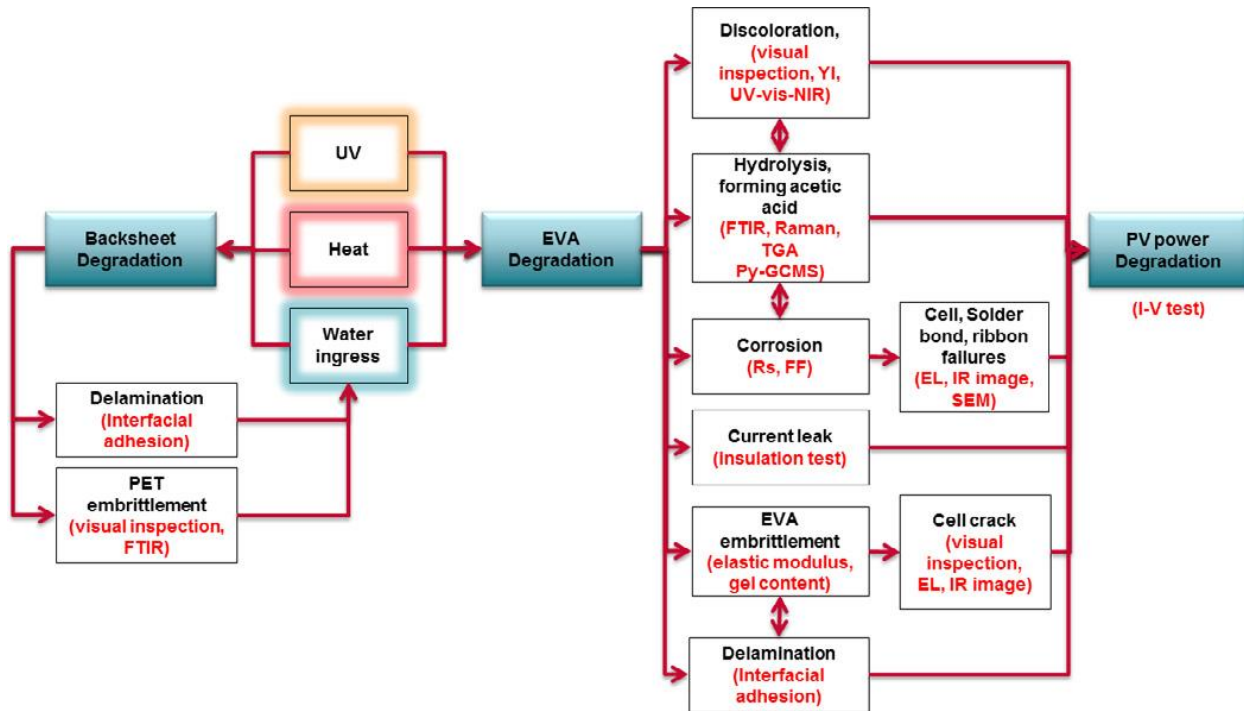 UV
Heat
Water
ingress
Backsheet
Degradation
Delamination
(Interfacial
adhesion)
PET
embrittlement
(visual inspection,
FTIR)
EVA
Degradation
Discoloration,
(visual
inspection, YI,
UV-vis-NIR)
Hydrolysis,
forming acetic
acid
(FTIR, Raman,
TGA
Py-GCMS)
Corrosion
(Rs, FF)
Cell, Solder
bond, ribbon
failures
(EL, IR image,
SEM)
Current leak
(Insulation test)
EVA
embrittlement
(elastic modulus,
gel content)
Cell crack
(visual
inspection,
EL, IR image)
Delamination
(Interfacial
adhesion)
PV power
Degradation
(I-V test)